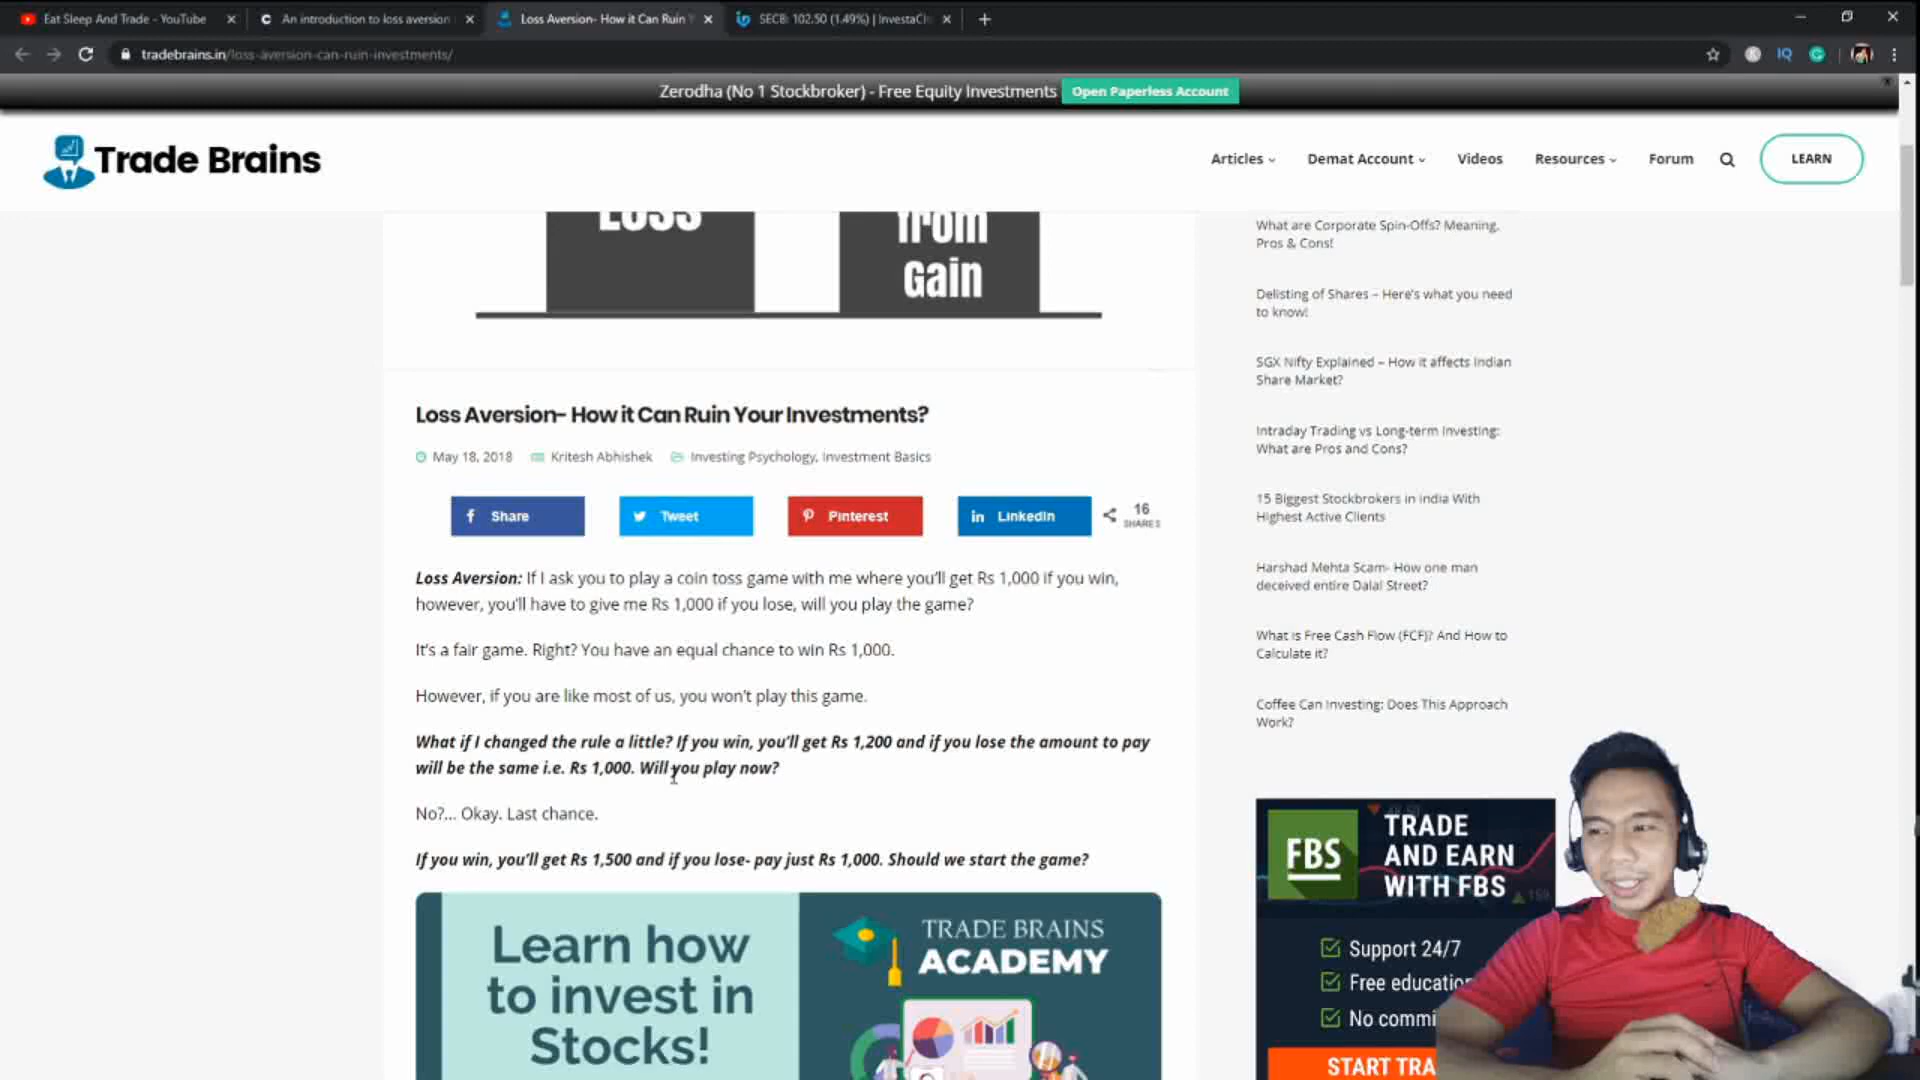 Eat Sleep And Trade - YouTube
An introduction to loss aversion
Loss Aversion- How it Can Ruin Y
SECB: 102.50 (1.49%) | InvestaCh
tradebrains.in/loss-aversion-can-ruin-investments/
IQ
Zerodha (No 1 Stockbroker) - Free Equity Investments Open Paperless Account
Trade Brains
Articles
Demat Account
Videos
Resources
Forum
LEARN
LOSS
from
Gain
Loss Aversion- How it Can Ruin Your Investments?
May 18, 2018 Kritesh Abhishek Investing Psychology, Investment Basics
Share
Tweet
Pinterest
LinkedIn
16
SHARES
Loss Aversion: If I ask you to play a coin toss game with me where you'll get Rs 1,000 if you win,
however, you'll have to give me Rs 1,000 if you lose, will you play the game?
It's a fair game. Right? You have an equal chance to win Rs 1,000.
However, if you are like most of us, you won't play this game.
What if I changed the rule a little? If you win, you'll get Rs 1,200 and if you lose the amount to pay
will be the same i.e. Rs 1,000. Will you play now?
No?... Okay. Last chance.
If you win, you'll get Rs 1,500 and if you lose- pay just Rs 1,000. Should we start the game?
Learn how
to invest in
Stocks!
TRADE BRAINS
ACADEMY
What are Corporate Spin-Offs? Meaning,
Pros & Cons!
Delisting of Shares – Here's what you need
to know!
SGX Nifty Explained – How it affects Indian
Share Market?
Intraday Trading vs Long-term Investing:
What are Pros and Cons?
15 Biggest Stockbrokers in india With
Highest Active Clients
Harshad Mehta Scam- How one man
deceived entire Dalal Street?
What is Free Cash Flow (FCF)? And How to
Calculate it?
Coffee Can Investing: Does This Approach
Work?
FBS
TRADE
AND EARN
WITH FBS
Support 24/7
Free education
No commi
START TRA